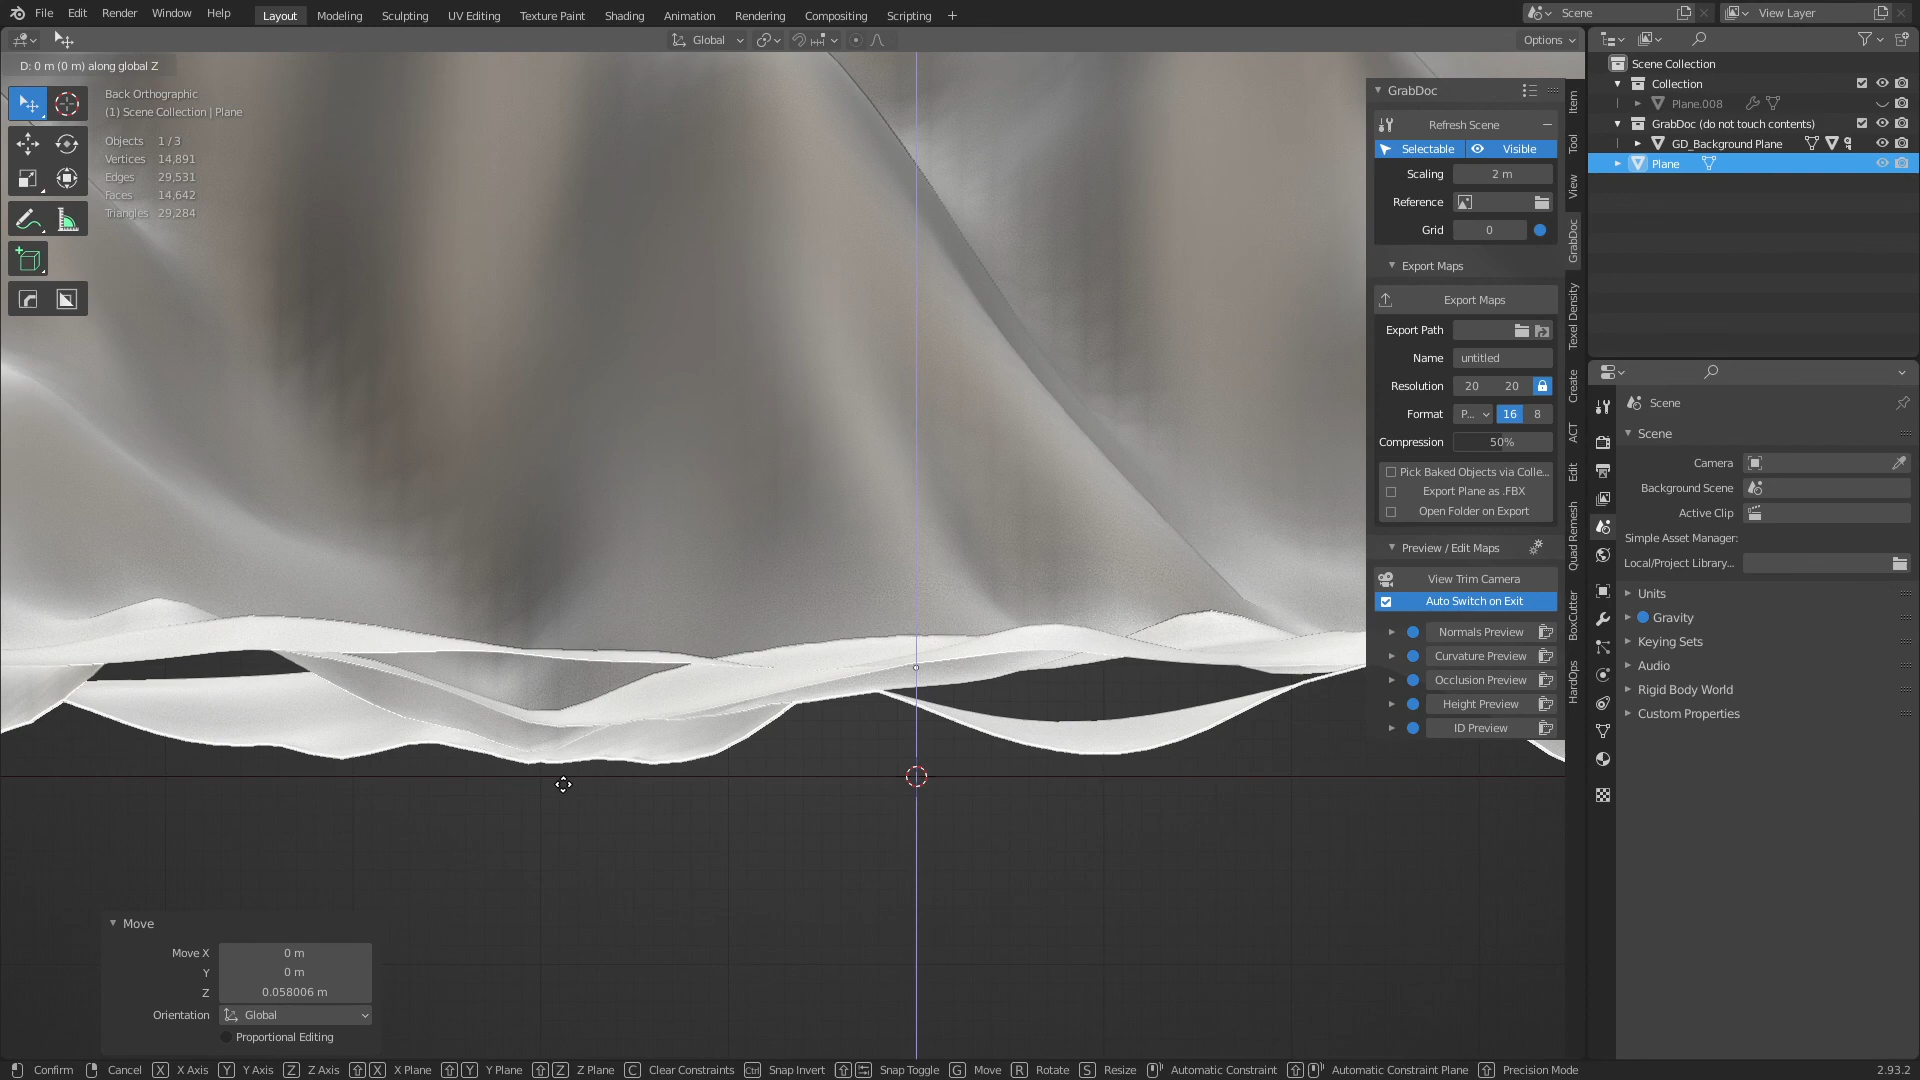 File Edit Render Window Help Layout Modeling Sculpting UV Editing Texture Paint Shading Animation Rendering Compositing Scripting + Scene View Layer
Global Options
D: 0 m (0 m) along global Z
Back Orthographic
(1) Scene Collection | Plane
Objects 1 / 3
Vertices 14,891
Edges 29,531
Faces 14,642
Triangles 29,284
GrabDoc
Refresh Scene
Selectable Visible
Scaling 2 m
Reference
Grid 0
Export Maps
Export Maps
Export Path
Name untitled
Resolution 20 20
Format P... 16 8
Compression 50%
Pick Baked Objects via Colle...
Export Plane as .FBX
Open Folder on Export
Preview / Edit Maps
View Trim Camera
Auto Switch on Exit
Normals Preview
Curvature Preview
Occlusion Preview
Height Preview
ID Preview
Item
Tool
View
GrabDoc
Texel Density
Create
ACT
Edit
Quad Remesh
BoxCutter
HardOps
Scene Collection
Collection
Plane.008
GrabDoc (do not touch contents)
GD_Background Plane
Plane
Scene
Scene
Camera
Background Scene
Active Clip
Simple Asset Manager:
Local/Project Library...
Units
Gravity
Keying Sets
Audio
Rigid Body World
Custom Properties
Move
Move X 0 m
Y 0 m
Z 0.058006 m
Orientation Global
Proportional Editing
Confirm Cancel X X Axis Y Y Axis Z Z Axis X X Plane Y Y Plane Z Z Plane C Clear Constraints Ctrl Snap Invert Snap Toggle G Move R Rotate S Resize Automatic Constraint Automatic Constraint Plane Precision Mode 2.93.2